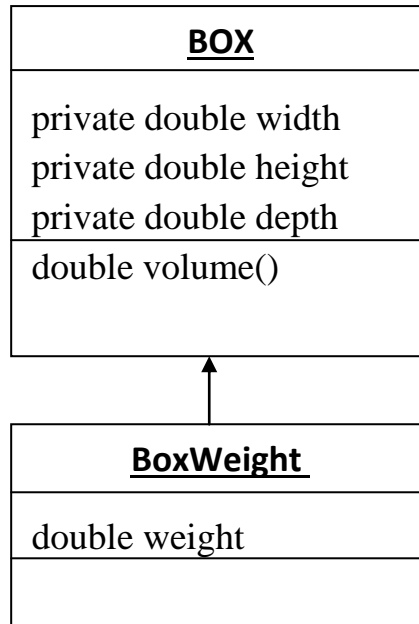 BOX
private double width
private double height
private double depth
double volume()
BoxWeight
double weight